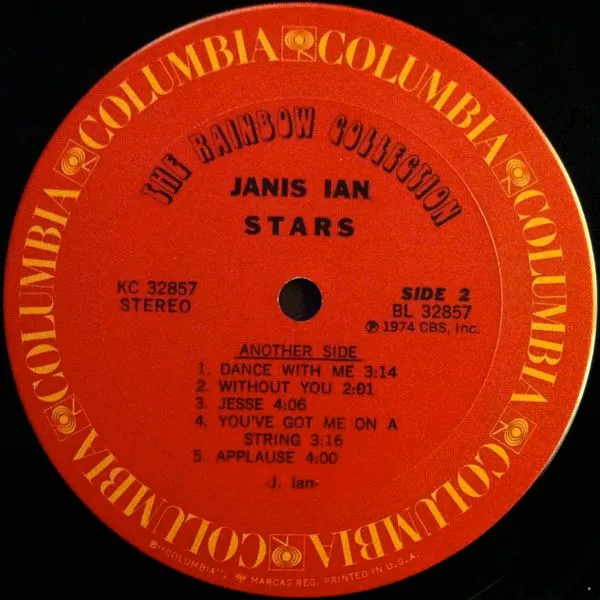 COLUMBIA COLUMBIA COLUMBIA COLUMBIA COLUMBIA COLUMBIA
THE RAINBOW COLLECTION
JANIS IAN
STARS
KC 32857
STEREO
SIDE 2
BL 32857
Ⓟ 1974 CBS, Inc.
ANOTHER SIDE
1. DANCE WITH ME 3:14
2. WITHOUT YOU 2:01
3. JESSE 4:06
4. YOU'VE GOT ME ON A
STRING 3:16
5. APPLAUSE 4:00
-J. Ian-
®"COLUMBIA", MARCAS REG. PRINTED IN U.S.A.